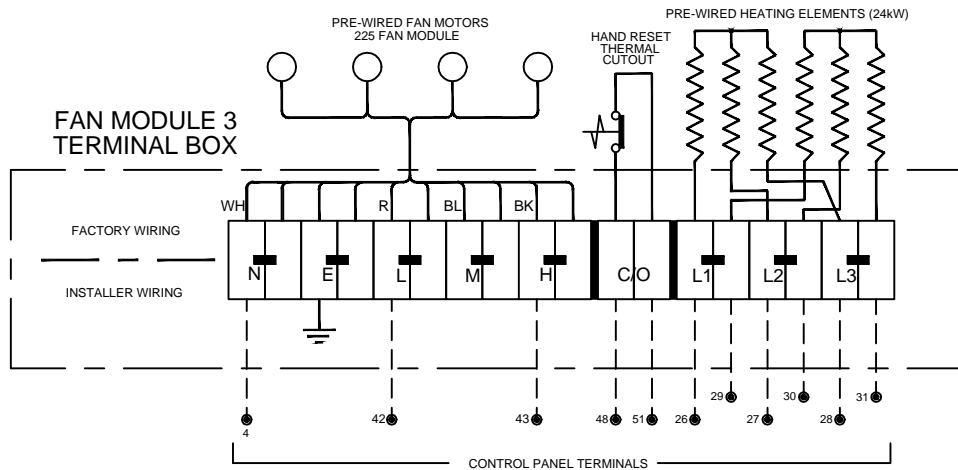 PRE-WIRED FAN MOTORS
225 FAN MODULE
HAND RESET
THERMAL
CUTOUT
PRE-WIRED HEATING ELEMENTS (24kW)
FAN MODULE 3
TERMINAL BOX
FACTORY WIRING
INSTALLER WIRING
WH R BL BK
N E L M H C/O L1 L2 L3
29 30 31
4 42 43 48 51 26 27 28
CONTROL PANEL TERMINALS